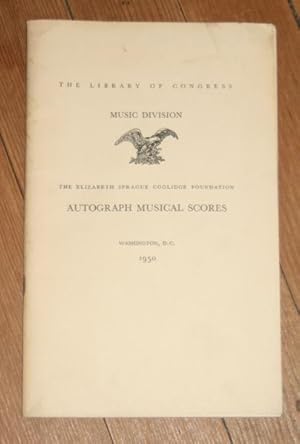 THE LIBRARY OF CONGRESS
MUSIC DIVISION
THE ELIZABETH SPRAGUE COOLIDGE FOUNDATION
AUTOGRAPH MUSICAL SCORES
WASHINGTON, D.C.
1950